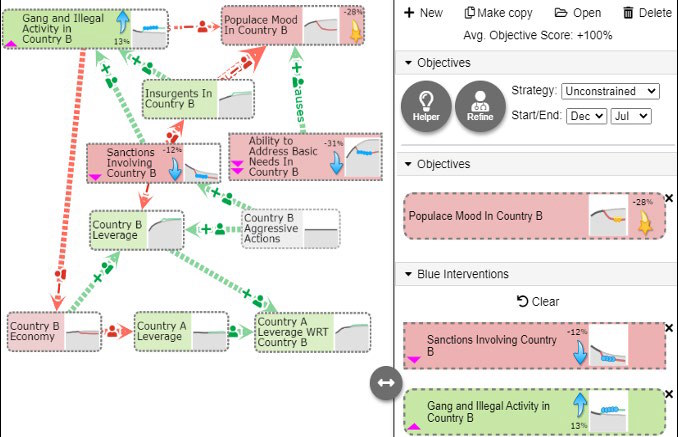 Gang and Illegal
Activity in
Country B
13%
Populace Mood
In Country B
-28%
Insurgents In
Country B
Sanctions
Involving
Country B
-12%
Ability to
Address Basic
Needs In
Country B
-31%
auses
Country B
Leverage
Country B
Aggressive
Actions
Country B
Economy
Country A
Leverage
Country A
Leverage WRT
Country B
New
Make copy
Open
Delete
Avg. Objective Score: +100%
Objectives
Helper
Refine
Strategy: Unconstrained
Start/End: Dec Jul
Objectives
Populace Mood In Country B
-28%
Blue Interventions
Clear
Sanctions Involving Country
B
-12%
Gang and Illegal Activity in
Country B
13%